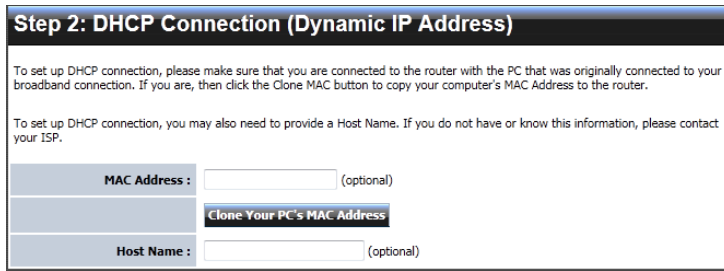 Step 2: DHCP Connection (Dynamic IP Address)
To set up DHCP connection, please make sure that you are connected to the router with the PC that was originally connected to your
broadband connection. If you are, then click the Clone MAC button to copy your computer's MAC Address to the router.
To set up DHCP connection, you may also need to provide a Host Name. If you do not have or know this information, please contact
your ISP.
MAC Address : (optional)
Clone Your PC's MAC Address
Host Name : (optional)